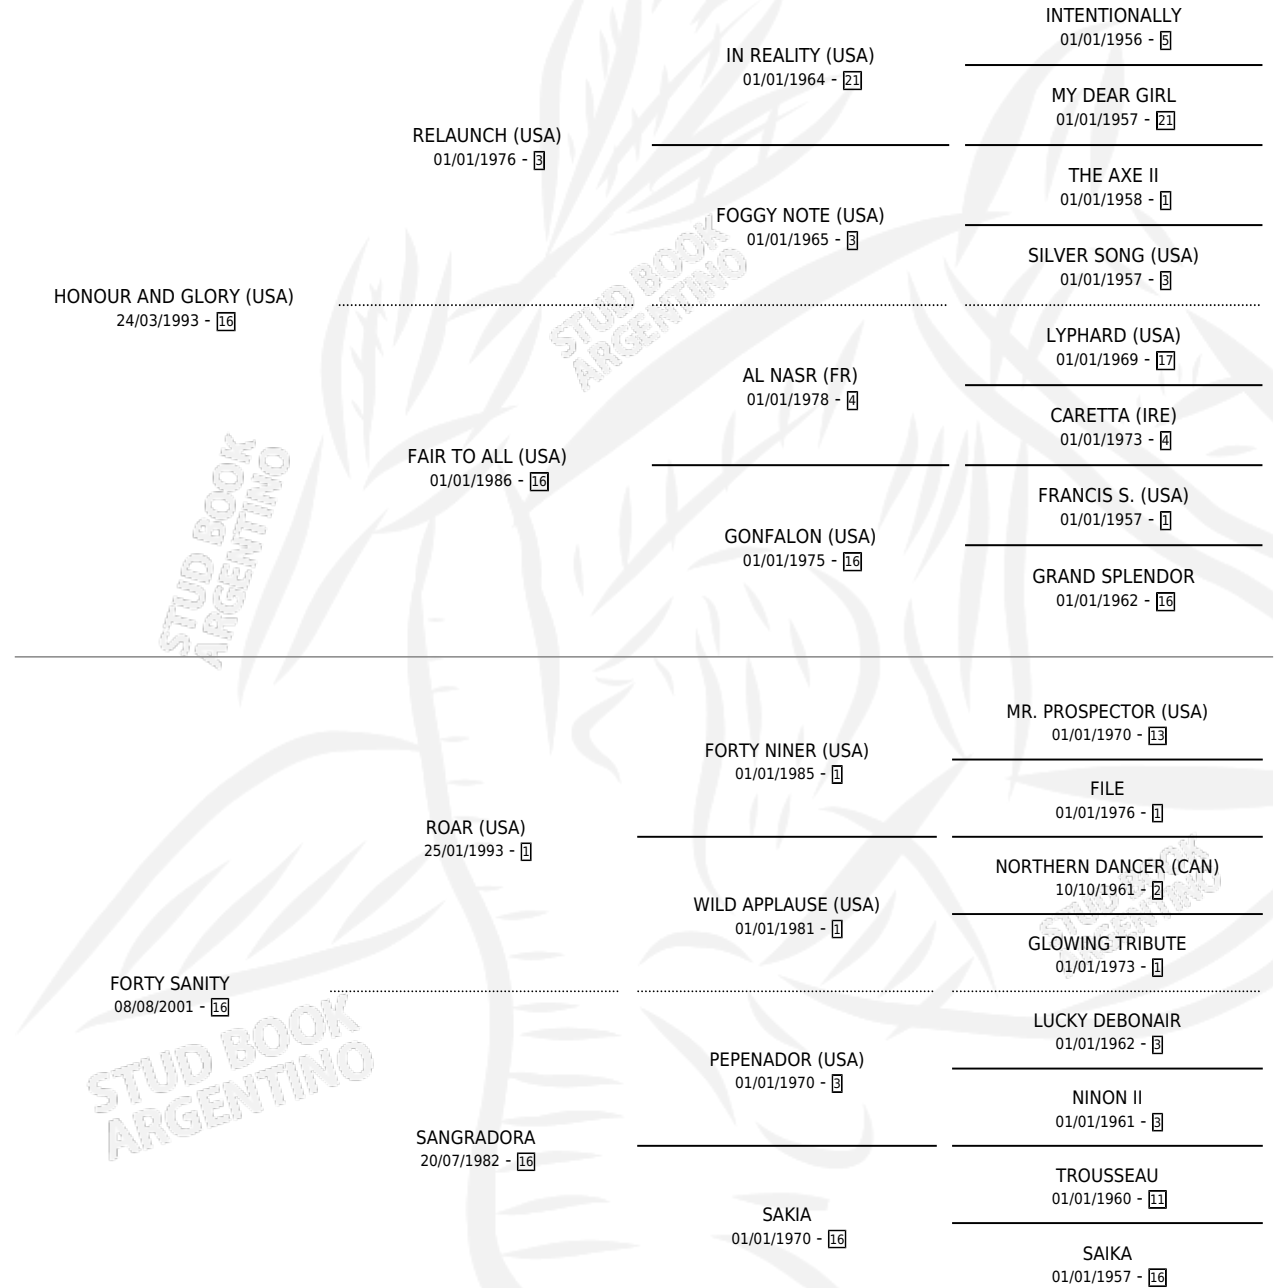 INTENTIONALLY
01/01/1956 - 5
IN REALITY (USA)
01/01/1964 - 21
MY DEAR GIRL
01/01/1957 - 21
RELAUNCH (USA)
01/01/1976 - 3
THE AXE II
01/01/1958 - 1
FOGGY NOTE (USA)
01/01/1965 - 3
SILVER SONG (USA)
01/01/1957 - 3
HONOUR AND GLORY (USA)
24/03/1993 - 16
LYPHARD (USA)
01/01/1969 - 17
AL NASR (FR)
01/01/1978 - 4
CARETTA (IRE)
01/01/1973 - 4
FAIR TO ALL (USA)
01/01/1986 - 16
FRANCIS S. (USA)
01/01/1957 - 1
GONFALON (USA)
01/01/1975 - 16
GRAND SPLENDOR
01/01/1962 - 16
STUD BOOK
ARGENTINO
STUD BOOK
ARGENTINO
MR. PROSPECTOR (USA)
01/01/1970 - 13
FORTY NINER (USA)
01/01/1985 - 1
FILE
01/01/1976 - 1
ROAR (USA)
25/01/1993 - 1
NORTHERN DANCER (CAN)
10/10/1961 - 2
WILD APPLAUSE (USA)
01/01/1981 - 1
GLOWING TRIBUTE
01/01/1973 - 1
FORTY SANITY
08/08/2001 - 16
LUCKY DEBONAIR
01/01/1962 - 3
PEPENADOR (USA)
01/01/1970 - 3
NINON II
01/01/1961 - 3
SANGRADORA
20/07/1982 - 16
TROUSSEAU
01/01/1960 - 11
SAKIA
01/01/1970 - 16
SAIKA
01/01/1957 - 16
STUD BOOK
ARGENTINO
STUD BOOK
ARGENTINO